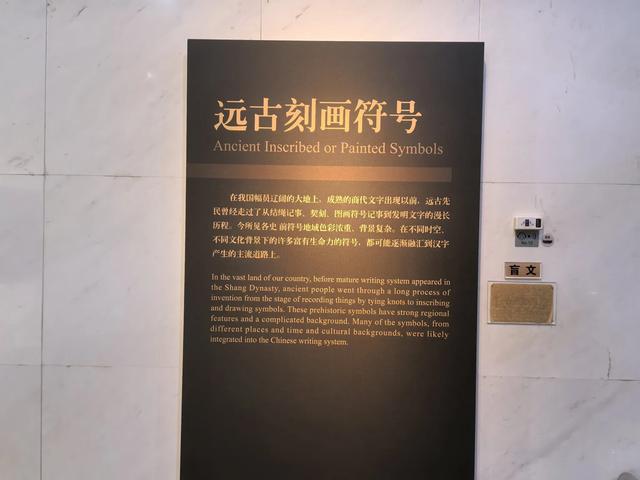 远古刻画符号
Ancient Inscribed or Painted Symbols
在我国幅员辽阔的大地上，成熟的商代文字出现以前，远古先
民曾经走过了从结绳记事、契刻、图画符号记事到发明文字的漫长
历程。今所见各史前符号地域色彩浓重、背景复杂。在不同时空、
不同文化背景下的许多富有生命力的符号，都可能逐渐融汇到汉字
产生的主流道路上。
In the vast land of our country, before mature writing system appeared in
the Shang Dynasty, ancient people went through a long process of
invention from the stage of recording things by tying knots to inscribing
and drawing symbols. These prehistoric symbols have strong regional
features and a complicated background. Many of the symbols, from
different places and time and cultural backgrounds, were likely
integrated into the Chinese writing system.
盲文